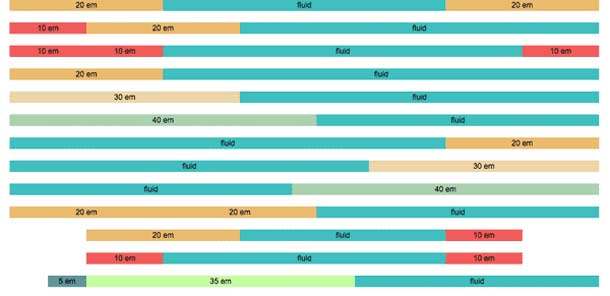 20 em fluid 20 em
10 em 20 em fluid
10 em 10 em fluid 10 em
20 em fluid
30 em fluid
40 em fluid
fluid 20 em
fluid 30 em
fluid 40 em
20 em 20 em fluid
20 em fluid 10 em
10 em fluid 10 em
5 em 35 em fluid